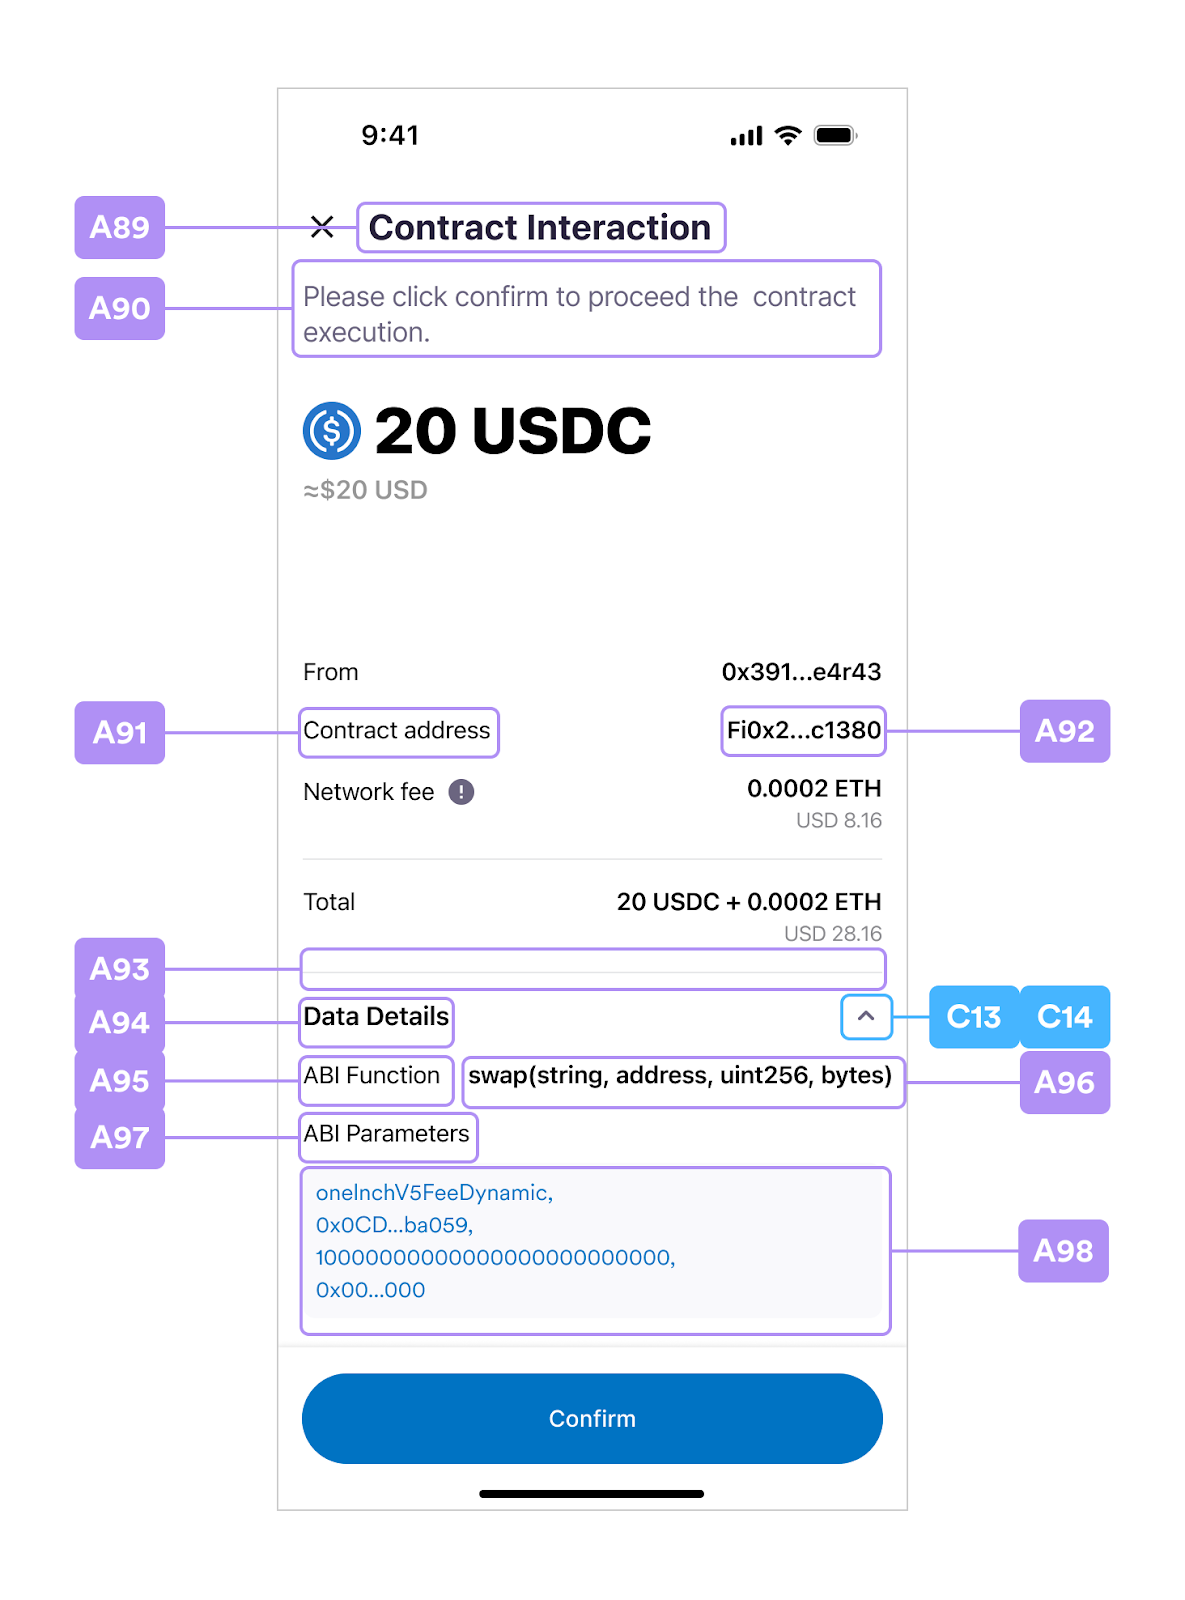 9:41
A89
Contract Interaction
A90
Please click confirm to proceed the  contract
execution.
20 USDC
≈$20 USD
From 0x391...e4r43
A91
Contract address Fi0x2...c1380
A92
Network fee ! 0.0002 ETH
USD 8.16
Total 20 USDC + 0.0002 ETH
USD 28.16
A93
A94
Data Details
C13 C14
A95
ABI Function swap(string, address, uint256, bytes)
A96
A97
ABI Parameters
oneInchV5FeeDynamic,
0x0CD...ba059,
1000000000000000000000000000,
0x00...000
A98
Confirm